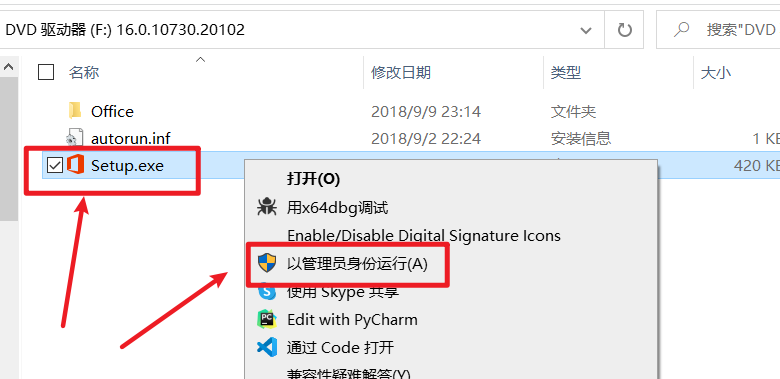 DVD 驱动器 (F:) 16.0.10730.20102
搜索"DVD
名称 修改日期 类型 大小
Office 2018/9/9 23:14 文件夹
autorun.inf 2018/9/2 22:24 安装信息 1 KB
Setup.exe 420 KB
打开(O)
用x64dbg调试
Enable/Disable Digital Signature Icons
以管理员身份运行(A)
使用 Skype 共享
Edit with PyCharm
通过 Code 打开
兼容性疑难解答(Y)